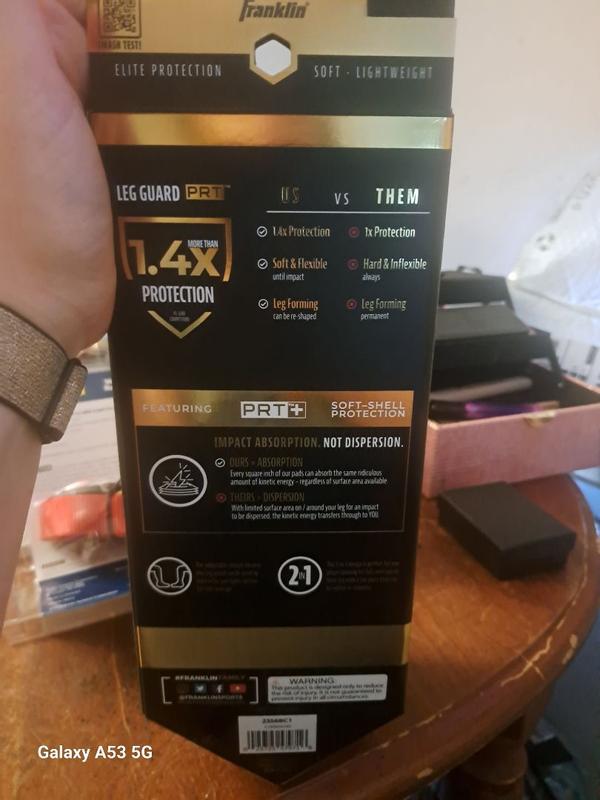 Franklin
SMASH TEST!
ELITE PROTECTION
SOFT · LIGHTWEIGHT
LEG GUARD PRT™
US VS THEM
1.4x Protection 1x Protection
Soft & Flexible Hard & Inflexible
until impact always
Leg Forming Leg Forming
can be re-shaped permanent
MORE THAN
1.4X
PROTECTION
FEATURING PRT™+ SOFT-SHELL
PROTECTION
IMPACT ABSORPTION. NOT DISPERSION.
OURS > ABSORPTION
Every square inch of our pads can absorb the same ridiculous
amount of kinetic energy - regardless of surface area available
THEIRS > DISPERSION
With limited surface area on / around your leg for an impact
to be dispersed, the kinetic energy transfers through to YOU.
2IN1
#FRANKLINFAMILY
@FRANKLINSPORTS
WARNING:
This product is designed only to reduce
the risk of injury. It is not guaranteed to
prevent injury in all circumstances.
23568C1
Galaxy A53 5G